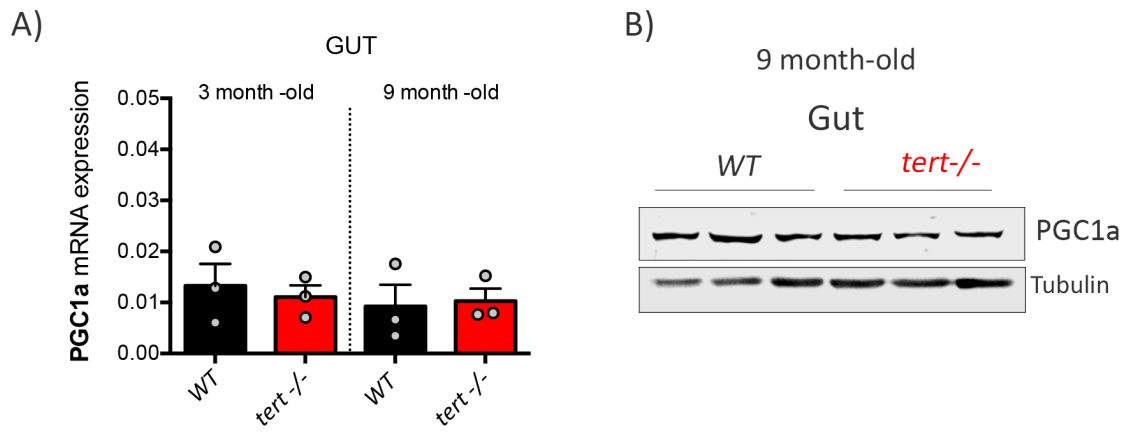 A)
GUT
3 month -old
9 month -old
PGC1a mRNA expression
0.05
0.04
0.03
0.02
0.01
0.00
WT
tert -/-
WT
tert -/-
B)
9 month-old
Gut
WT
tert-/-
PGC1a
Tubulin